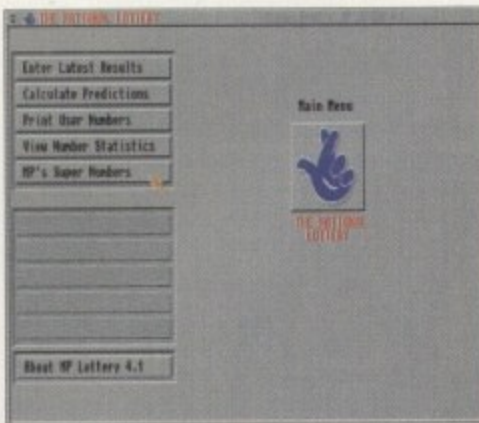 THE NATIONAL LOTTERY
Enter Latest Results
Calculate Predictions
Print User Numbers
View Number Statistics
MP's Super Numbers
Main Menu
THE NATIONAL
LOTTERY
About MP Lottery 4.1